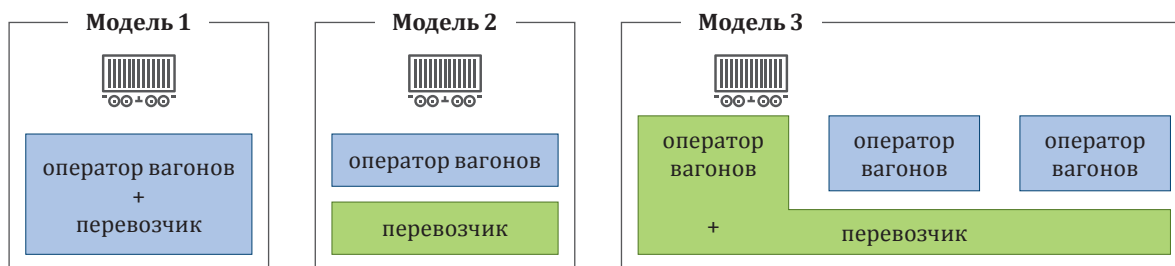 Модель 1
оператор вагонов
+
перевозчик
Модель 2
оператор вагонов
перевозчик
Модель 3
оператор
вагонов
оператор
вагонов
оператор
вагонов
+ перевозчик